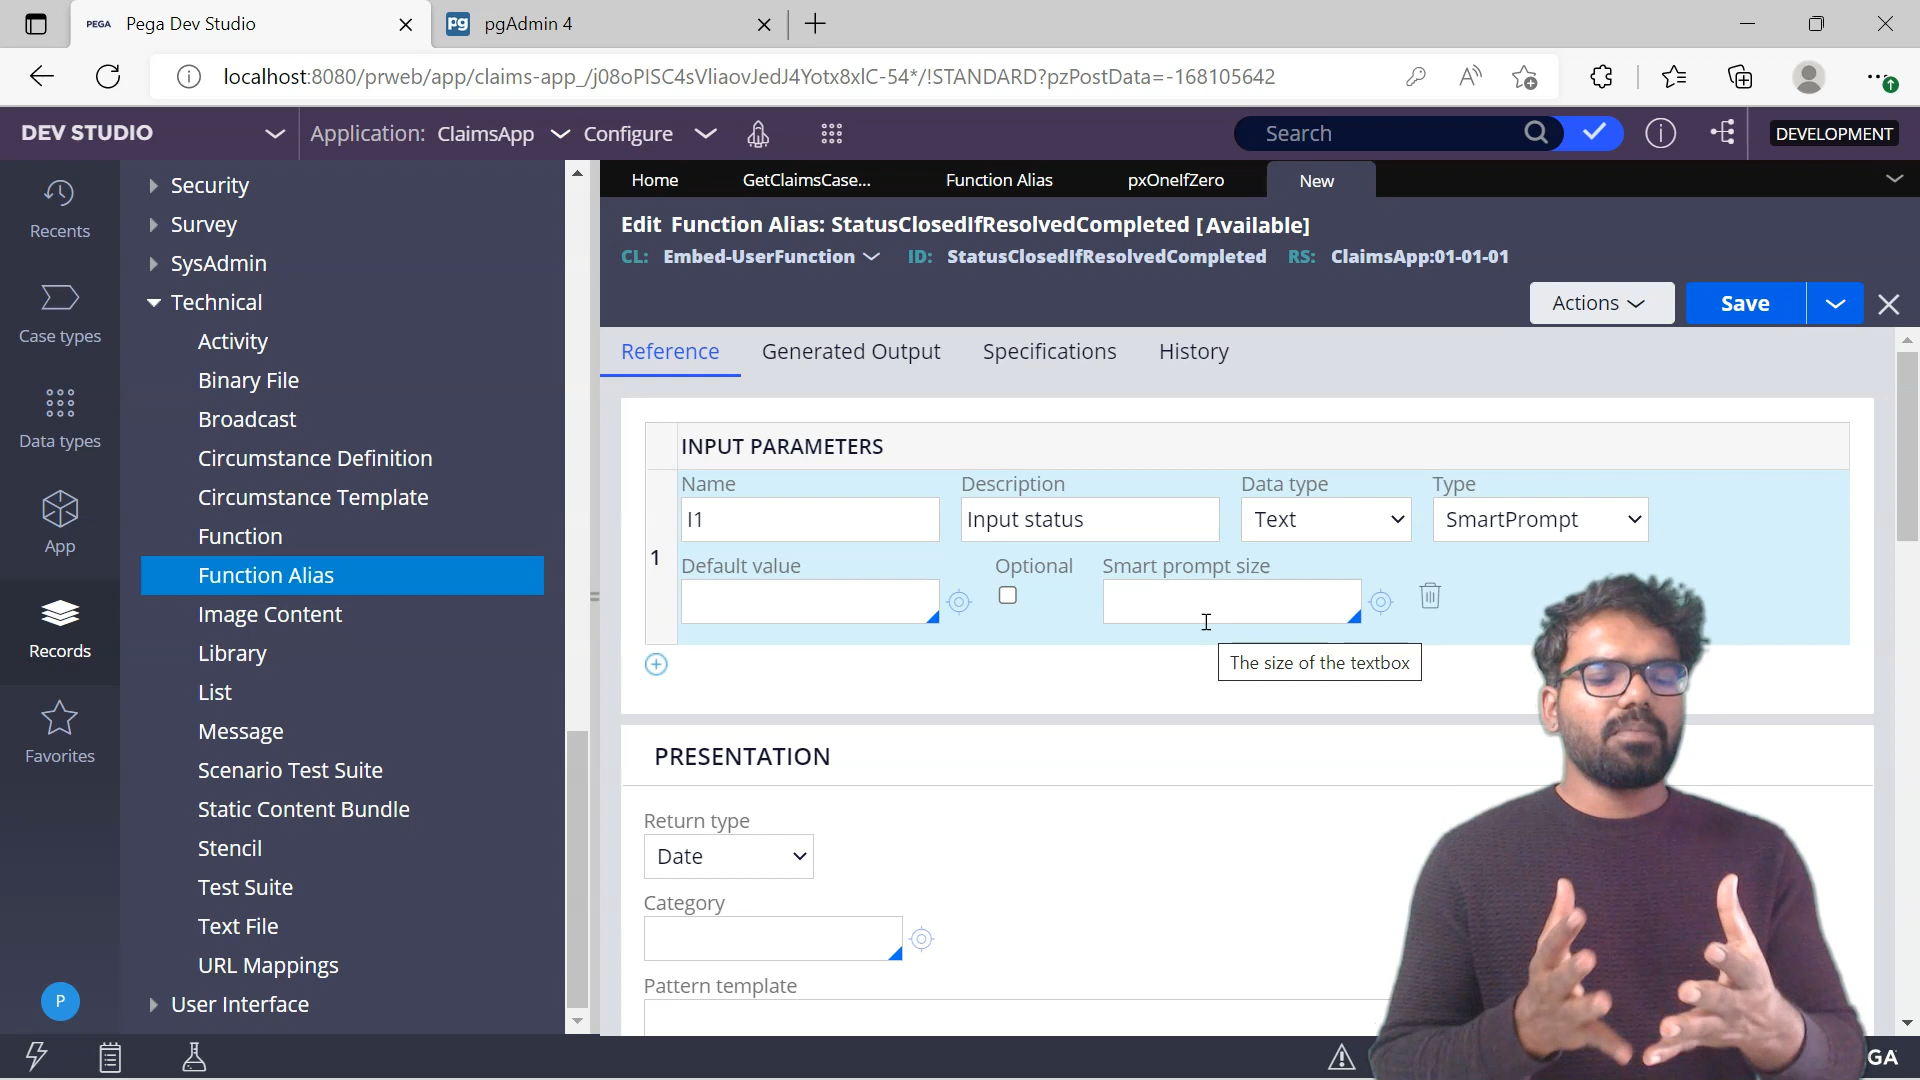 PEGA Pega Dev Studio
pg pgAdmin 4
localhost:8080/prweb/app/claims-app_/j08oPISC4sVliaovJedJ4Yotx8xlC-54*/!STANDARD?pzPostData=-168105642
DEV STUDIO
Application: ClaimsApp
Configure
Search
DEVELOPMENT
Recents
Case types
Data types
App
Records
Favorites
P
Security
Survey
SysAdmin
Technical
Activity
Binary File
Broadcast
Circumstance Definition
Circumstance Template
Function
Function Alias
Image Content
Library
List
Message
Scenario Test Suite
Static Content Bundle
Stencil
Test Suite
Text File
URL Mappings
User Interface
Home GetClaimsCase... Function Alias pxOneIfZero New
Edit Function Alias: StatusClosedIfResolvedCompleted [Available]
CL: Embed-UserFunction ID: StatusClosedIfResolvedCompleted RS: ClaimsApp:01-01-01
Actions Save
Reference Generated Output Specifications History
INPUT PARAMETERS
Name Description Data type Type
I1 Input status Text SmartPrompt
1
Default value Optional Smart prompt size
The size of the textbox
PRESENTATION
Return type
Date
Category
Pattern template
GA